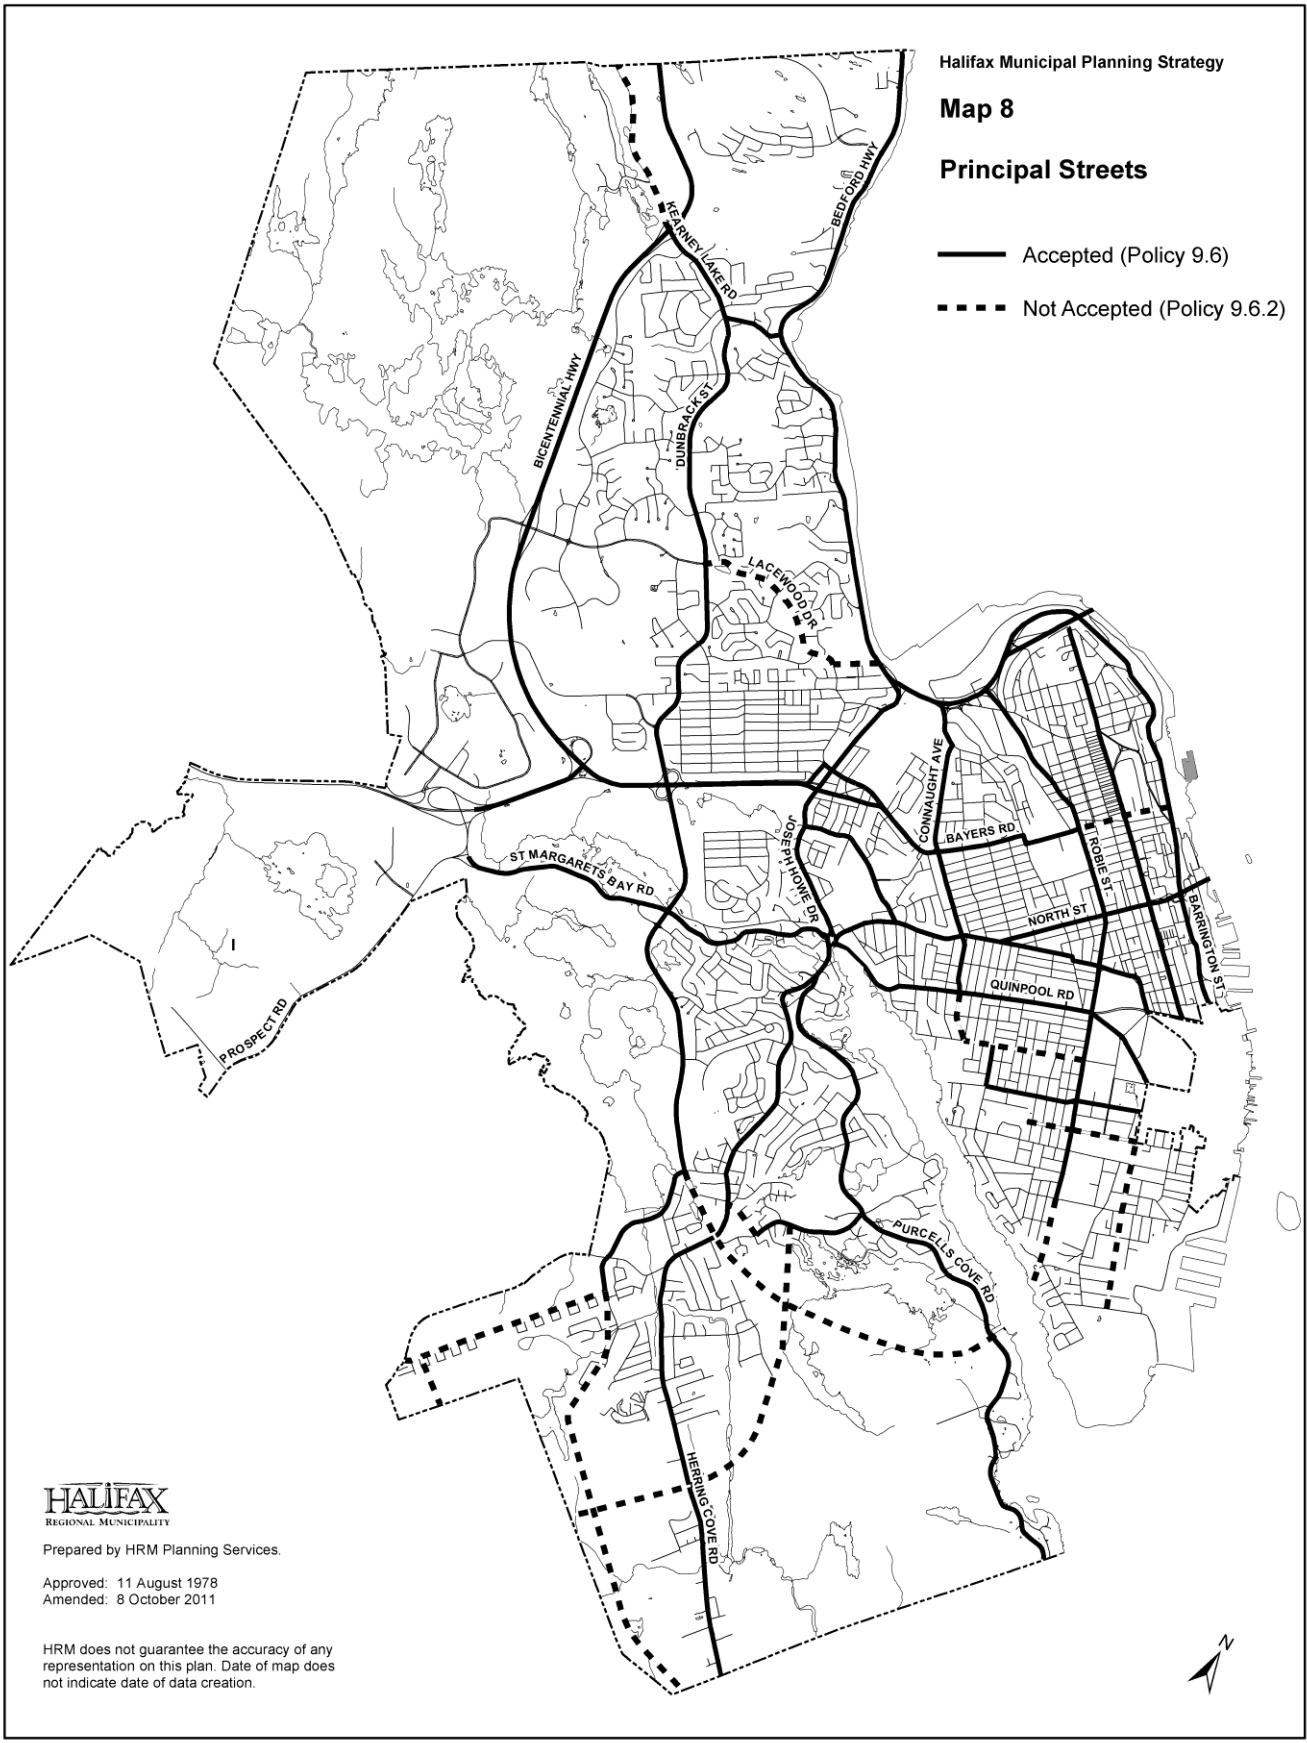 Halifax Municipal Planning Strategy
Map 8
Principal Streets
Accepted (Policy 9.6)
Not Accepted (Policy 9.6.2)
BEDFORD HWY
KEARNEY LAKE RD
BICENTENNIAL HWY
DUNBRACK ST
LACEWOOD DR
CONNAUGHT AVE
BAYERS RD
JOSEPH HOWE DR
ROBIE ST
ST MARGARETS BAY RD
NORTH ST
BARRINGTON ST
QUINPOOL RD
PROSPECT RD
PURCELLS COVE RD
HERRING COVE RD
HALIFAX
REGIONAL MUNICIPALITY
Prepared by HRM Planning Services.
Approved: 11 August 1978
Amended: 8 October 2011
HRM does not guarantee the accuracy of any
representation on this plan. Date of map does
not indicate date of data creation.
N